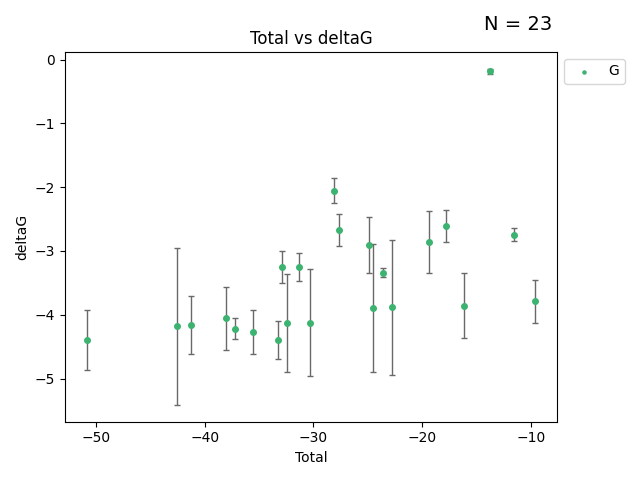 N = 23
Total vs deltaG
G
0
−1
−2
−3
−4
−5
deltaG
−50 −40 −30 −20 −10
Total